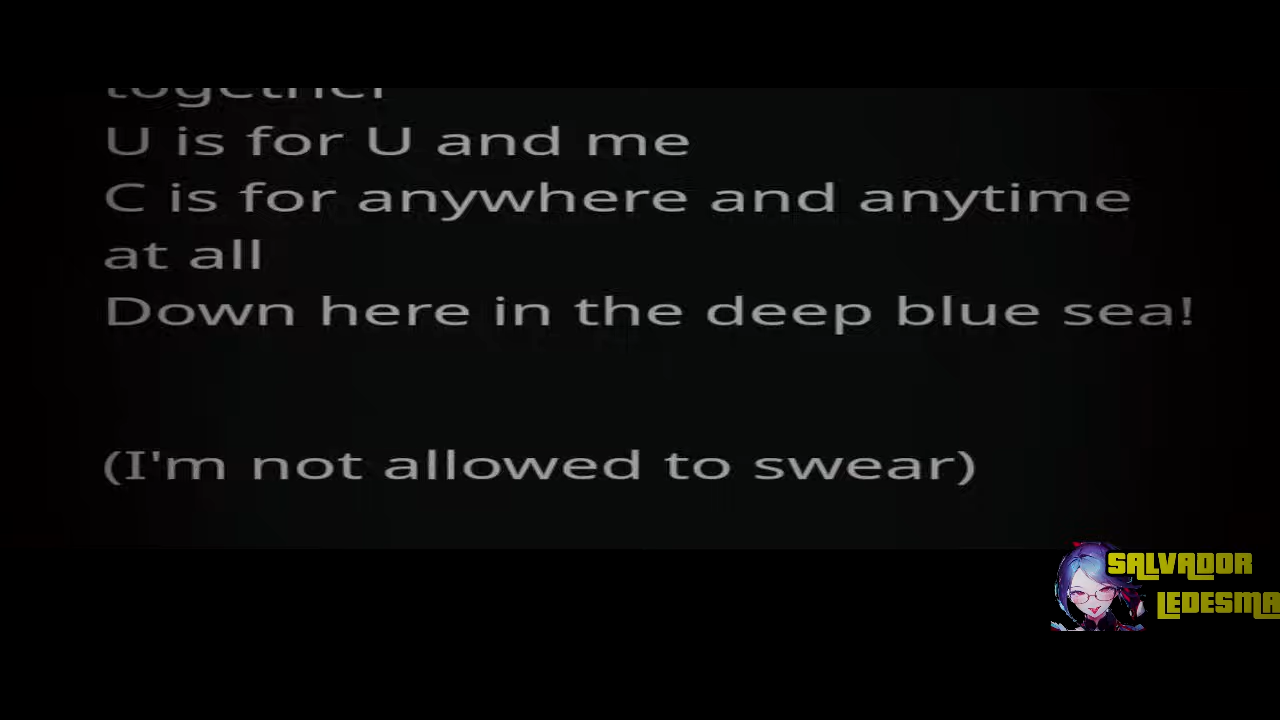 together
U is for U and me
C is for anywhere and anytime
at all
Down here in the deep blue sea!
(I'm not allowed to swear)
SALVADOR
LEDESMA